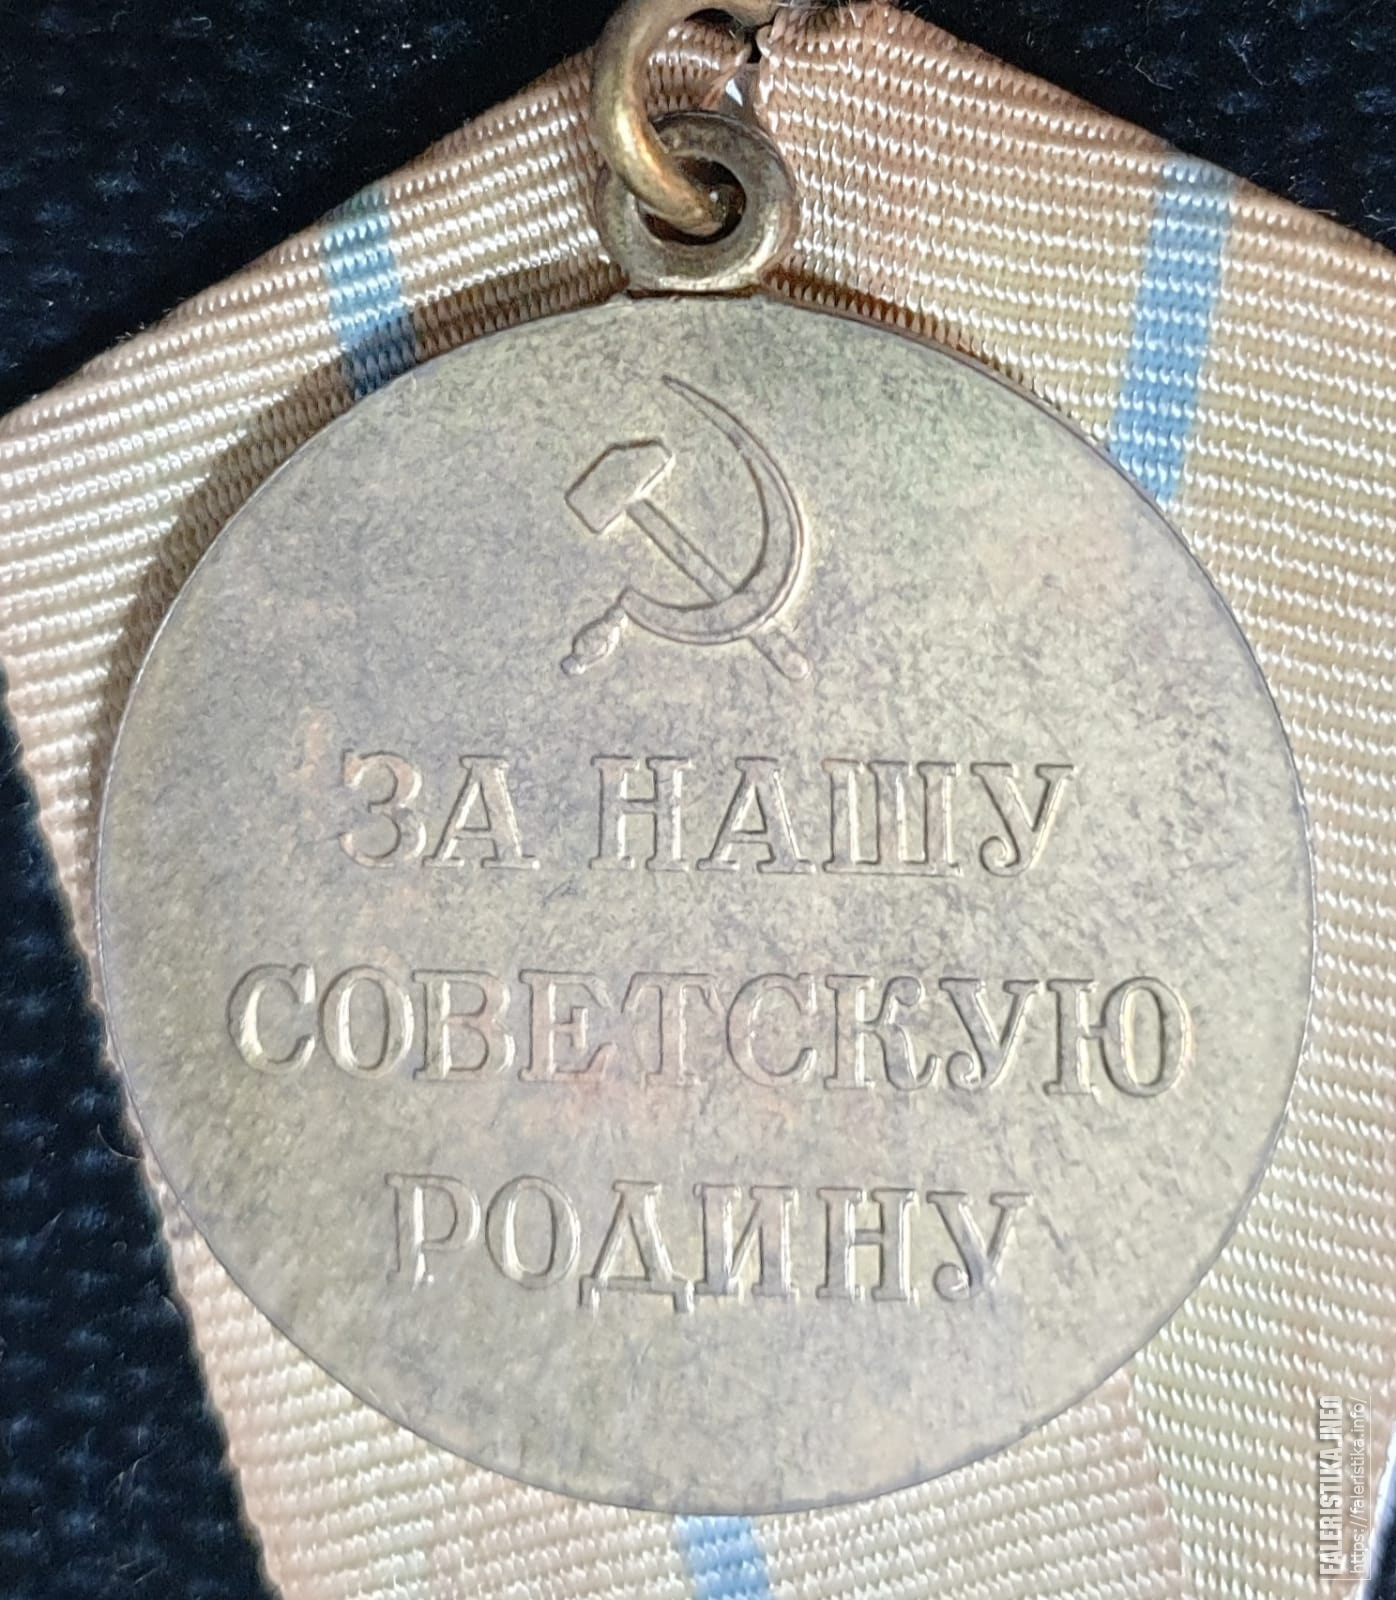 ЗА НАШУ
СОВЕТСКУЮ
РОДИНУ
FALERISTIKA.INFO
https://faleristika.info/